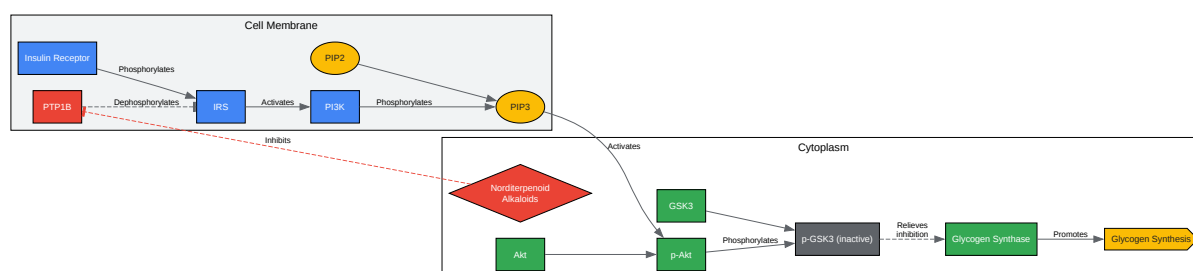 Cell Membrane
Insulin Receptor
PIP2
Phosphorylates
PTP1B
Dephosphorylates
IRS
Activates
PI3K
Phosphorylates
PIP3
Inhibits
Activates
Cytoplasm
Norditerpenoid
Alkaloids
GSK3
Akt
p-Akt
Phosphorylates
p-GSK3 (inactive)
Relieves
inhibition
Glycogen Synthase
Promotes
Glycogen Synthesis